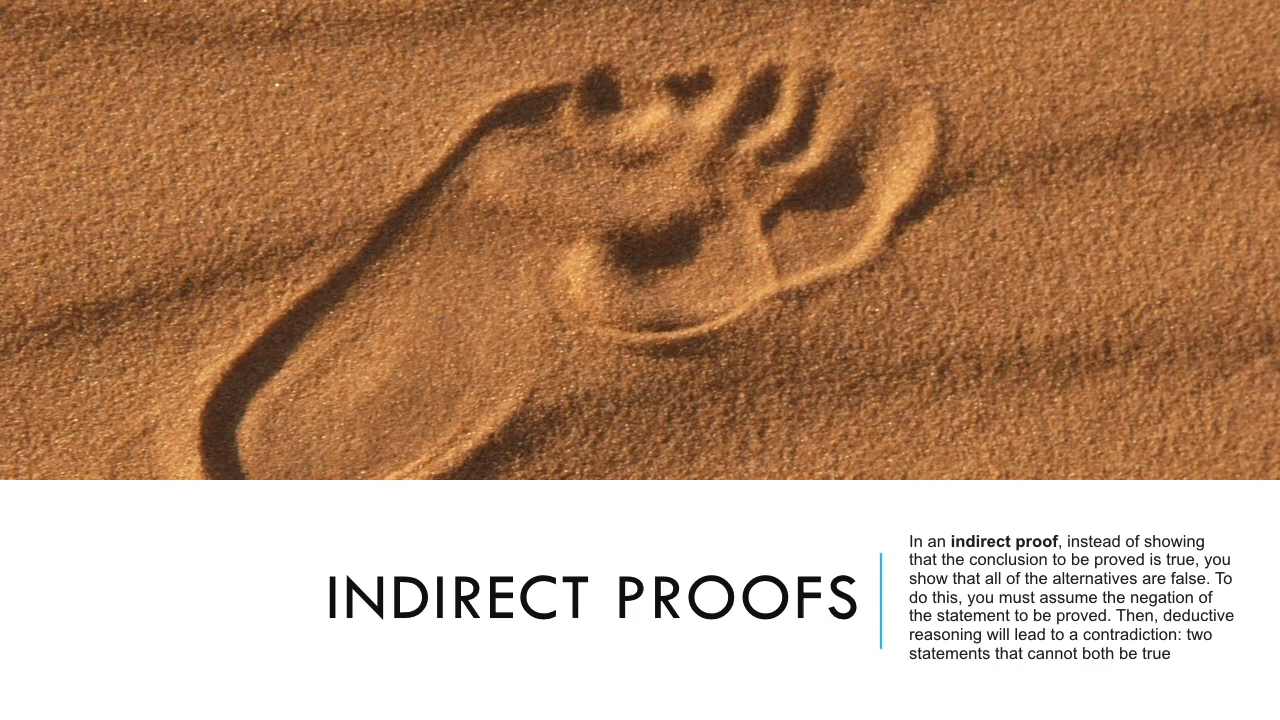 INDIRECT PROOFS
In an indirect proof, instead of showing
that the conclusion to be proved is true, you
show that all of the alternatives are false. To
do this, you must assume the negation of
the statement to be proved. Then, deductive
reasoning will lead to a contradiction: two
statements that cannot both be true